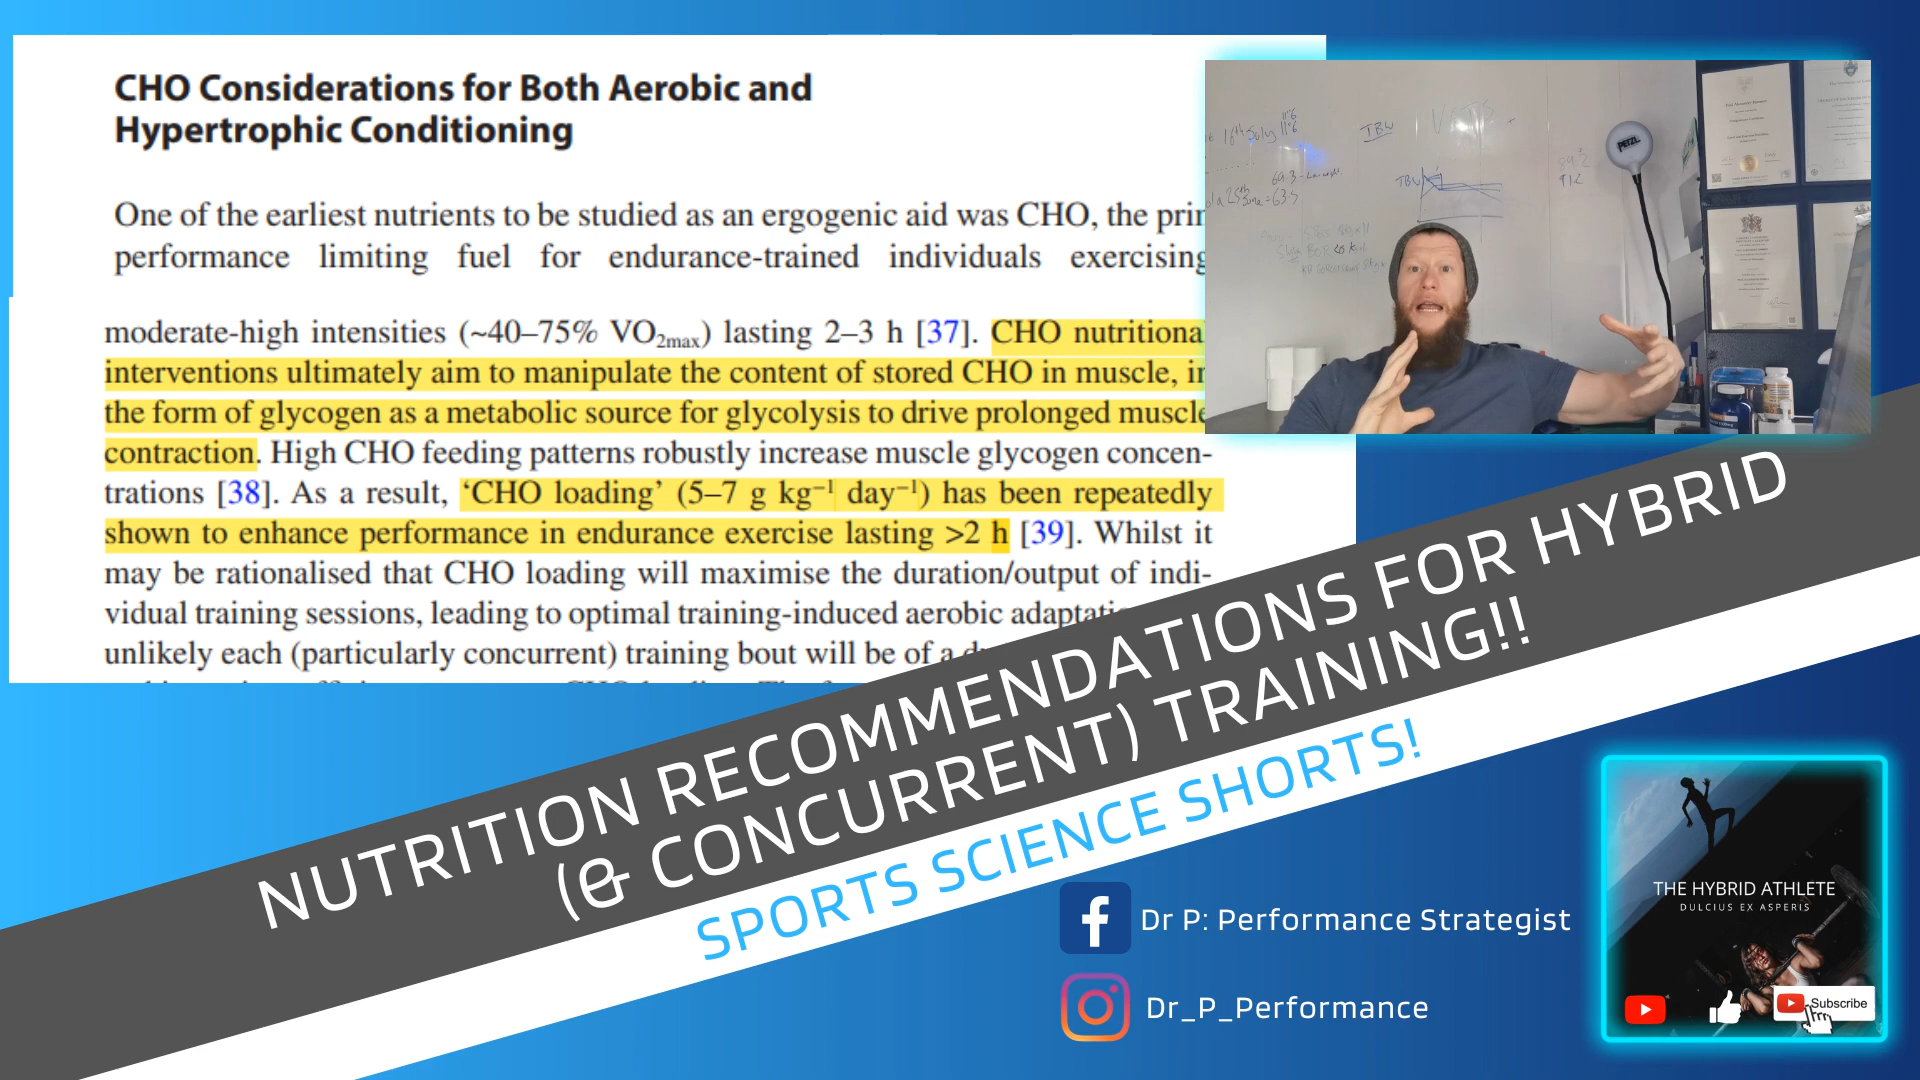 CHO Considerations for Both Aerobic and
Hypertrophic Conditioning
One of the earliest nutrients to be studied as an ergogenic aid was CHO, the prin
performance limiting fuel for endurance-trained individuals exercising
moderate-high intensities (~40–75% VO2max) lasting 2–3 h [37]. CHO nutritiona
interventions ultimately aim to manipulate the content of stored CHO in muscle, in
the form of glycogen as a metabolic source for glycolysis to drive prolonged muscle
contraction. High CHO feeding patterns robustly increase muscle glycogen concen-
trations [38]. As a result, ‘CHO loading’ (5–7 g kg⁻¹ day⁻¹) has been repeatedly
shown to enhance performance in endurance exercise lasting >2 h [39]. Whilst it
may be rationalised that CHO loading will maximise the duration/output of indi-
vidual training sessions, leading to optimal training-induced aerobic adaptati
unlikely each (particularly concurrent) training bout will be of a d
16th July 11%
TBW
TBW
PETZL
NUTRITION RECOMMENDATIONS FOR HYBRID
(& CONCURRENT) TRAINING!!
SPORTS SCIENCE SHORTS!
Dr P: Performance Strategist
Dr_P_Performance
THE HYBRID ATHLETE
DULCIUS EX ASPERIS
Subscribe